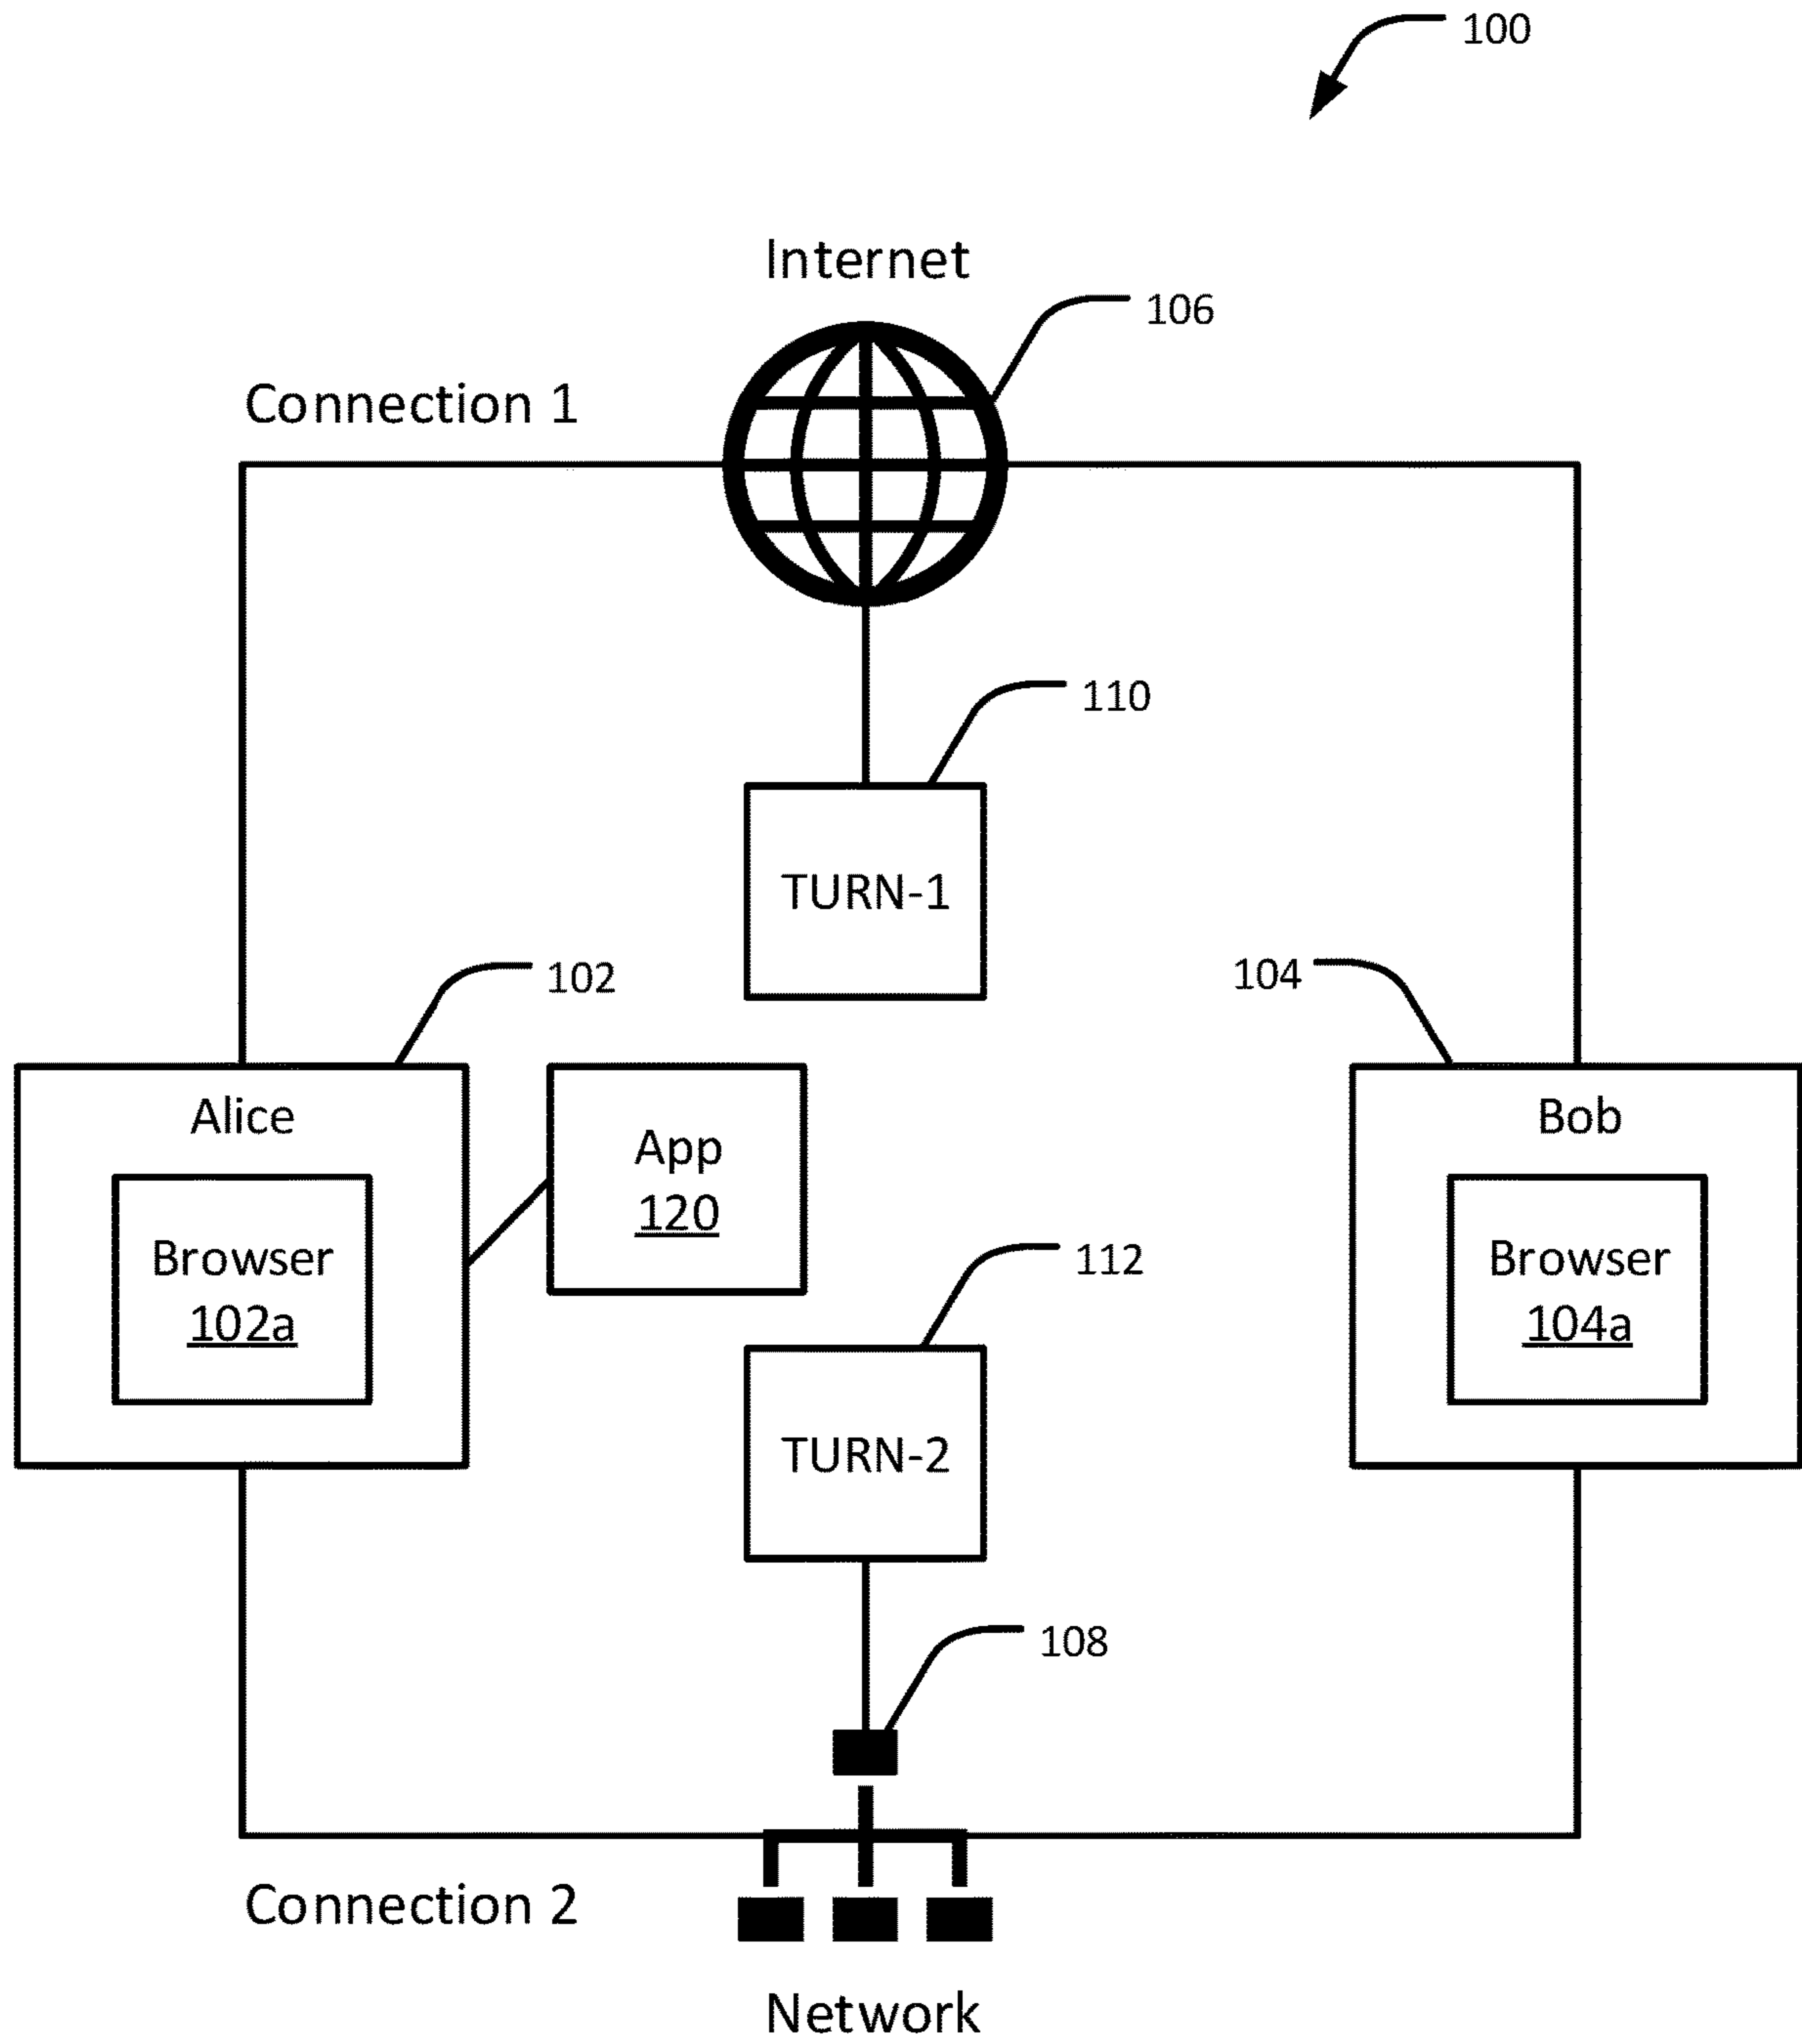 100
Internet
106
Connection 1
110
TURN-1
102
104
Alice
App
120
Bob
Browser
102a
112
Browser
104a
TURN-2
108
Connection 2
Network